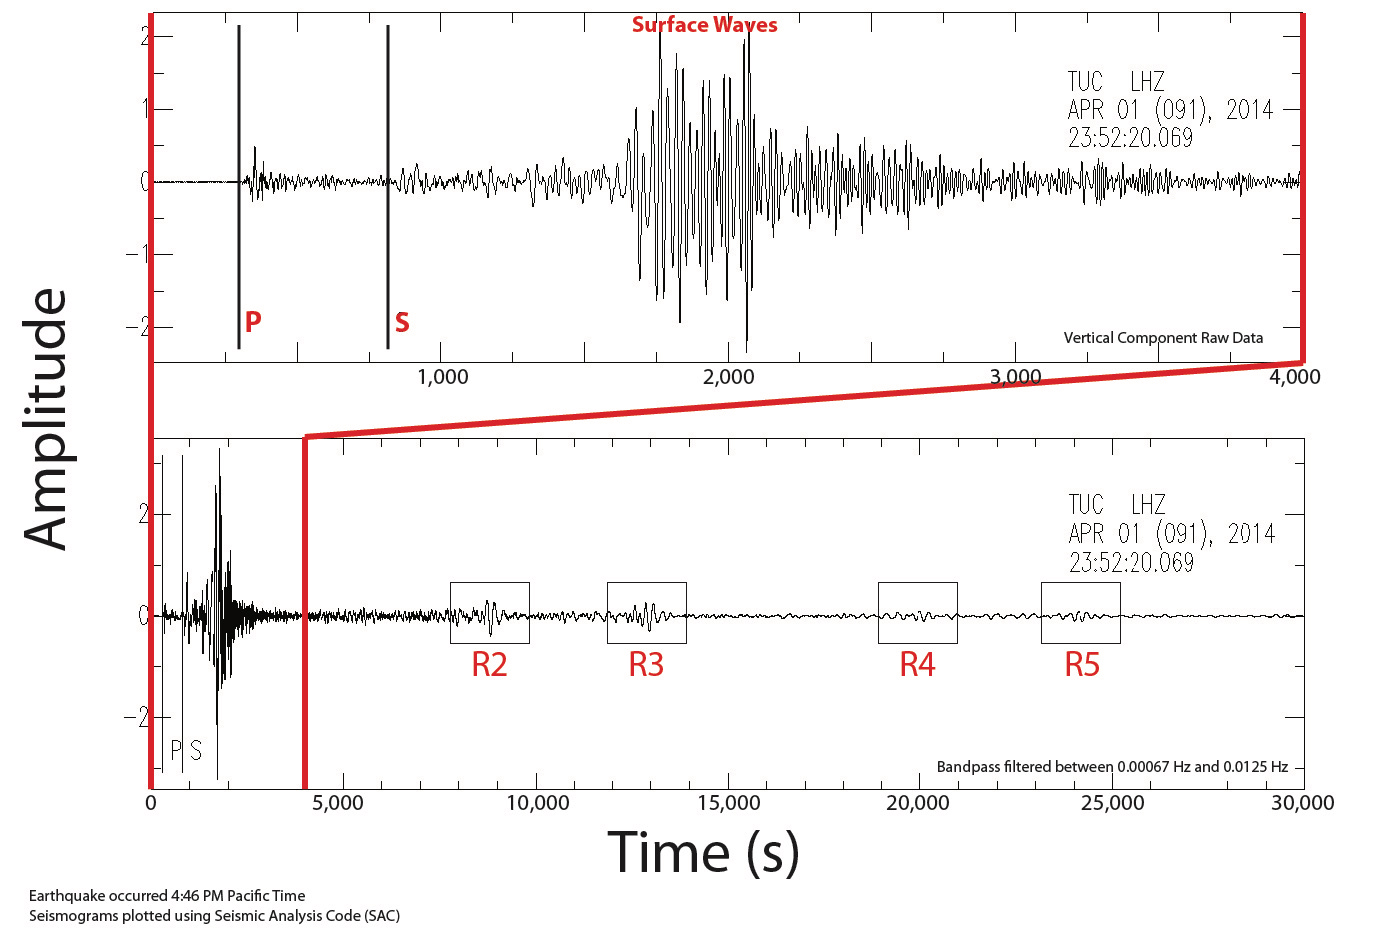 Surface Waves
2
1
0
−1
−2
TUC LHZ
APR 01 (091), 2014
23:52:20.069
P
S
Vertical Component Raw Data
1,000
2,000
3,000
4,000
Amplitude
2
0
−2
TUC LHZ
APR 01 (091), 2014
23:52:20.069
R2
R3
R4
R5
P S
Bandpass filtered between 0.00067 Hz and 0.0125 Hz
0
5,000
10,000
15,000
20,000
25,000
30,000
Time (s)
Earthquake occurred 4:46 PM Pacific Time
Seismograms plotted using Seismic Analysis Code (SAC)